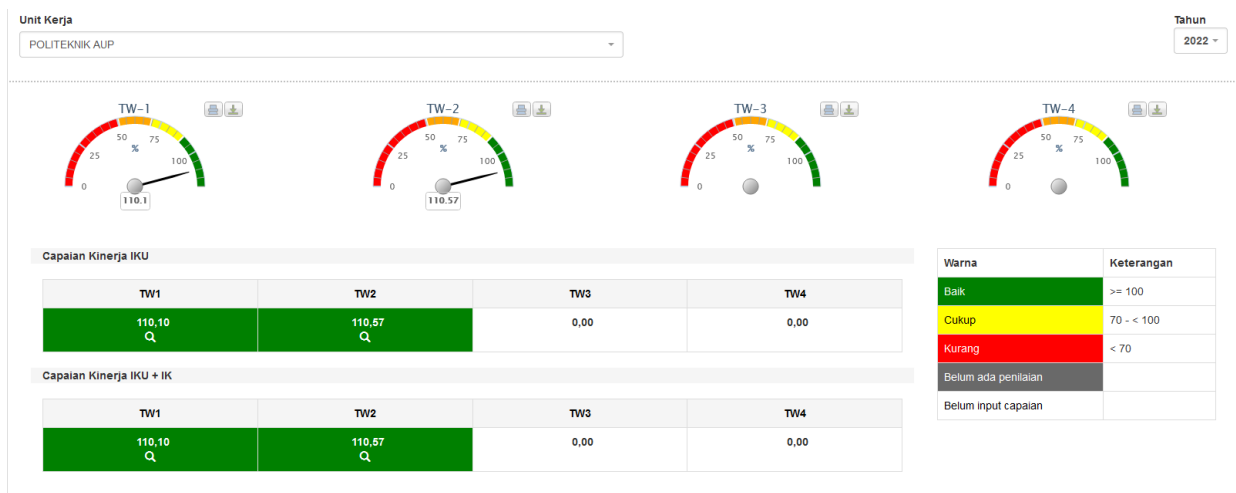 Unit Kerja
Tahun
POLITEKNIK AUP
2022
TW-1
TW-2
TW-3
TW-4
0 25 50 75 100
%
110.1
0 25 50 75 100
%
110.57
0 25 50 75 100
%
0 25 50 75 100
%
Capaian Kinerja IKU
TW1 TW2 TW3 TW4
110,10 110,57 0,00 0,00
Capaian Kinerja IKU + IK
TW1 TW2 TW3 TW4
110,10 110,57 0,00 0,00
Warna Keterangan
Baik >= 100
Cukup 70 - < 100
Kurang < 70
Belum ada penilaian
Belum input capaian